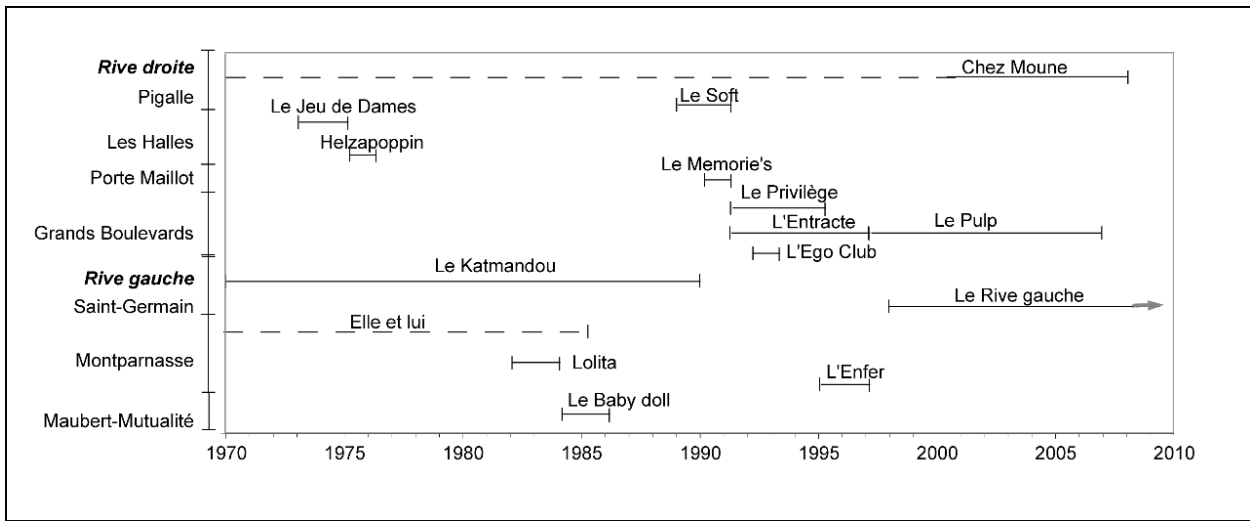 Rive droite
Chez Moune
Pigalle
Le Soft
Le Jeu de Dames
Les Halles
Helzapoppin
Le Memorie's
Porte Maillot
Le Privilège
L'Entracte
Le Pulp
Grands Boulevards
L'Ego Club
Le Katmandou
Rive gauche
Le Rive gauche
Saint-Germain
Elle et lui
Montparnasse
Lolita
L'Enfer
Le Baby doll
Maubert-Mutualité
1970 1975 1980 1985 1990 1995 2000 2005 2010